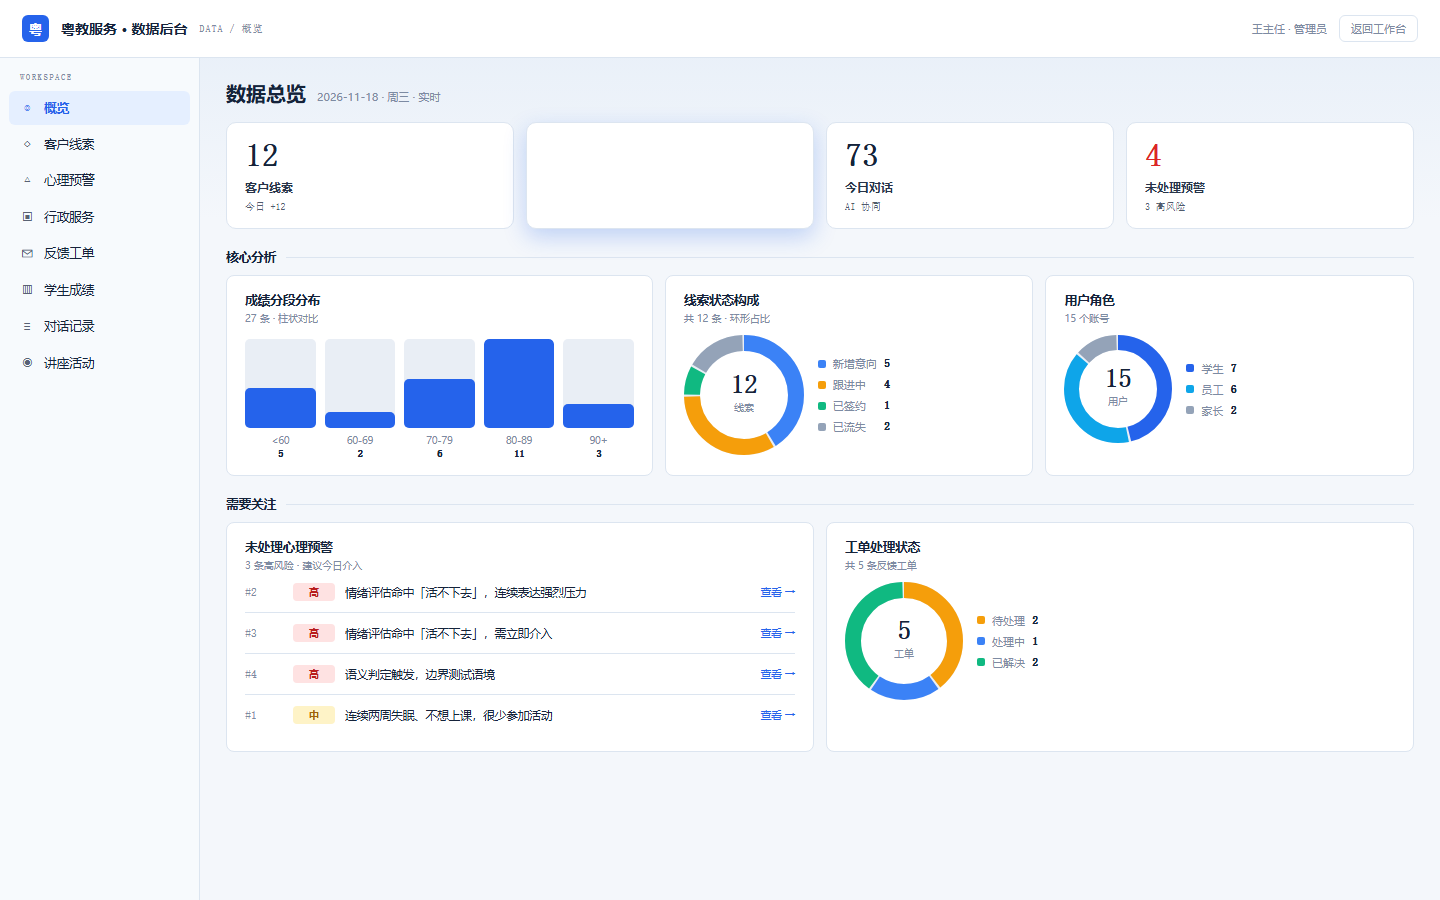 粤 粤教服务 • 数据后台 DATA / 概览 王主任 · 管理员 返回工作台
WORKSPACE
概览
客户线索
心理预警
行政服务
反馈工单
学生成绩
对话记录
讲座活动
数据总览 2026-11-18 · 周三 · 实时
12
客户线索
今日 +12
73
今日对话
AI 协同
4
未处理预警
3 高风险
核心分析
成绩分段分布
27 条 · 柱状对比
<60 60-69 70-79 80-89 90+
5 2 6 11 3
线索状态构成
共 12 条 · 环形占比
12
线索
新增意向 5
跟进中 4
已签约 1
已流失 2
用户角色
15 个账号
15
用户
学生 7
员工 6
家长 2
需要关注
未处理心理预警
3 条高风险 · 建议今日介入
#2 高 情绪评估命中「活不下去」，连续表达强烈压力 查看 →
#3 高 情绪评估命中「活不下去」，需立即介入 查看 →
#4 高 语义判定触发，边界测试语境 查看 →
#1 中 连续两周失眠、不想上课，很少参加活动 查看 →
工单处理状态
共 5 条反馈工单
5
工单
待处理 2
处理中 1
已解决 2